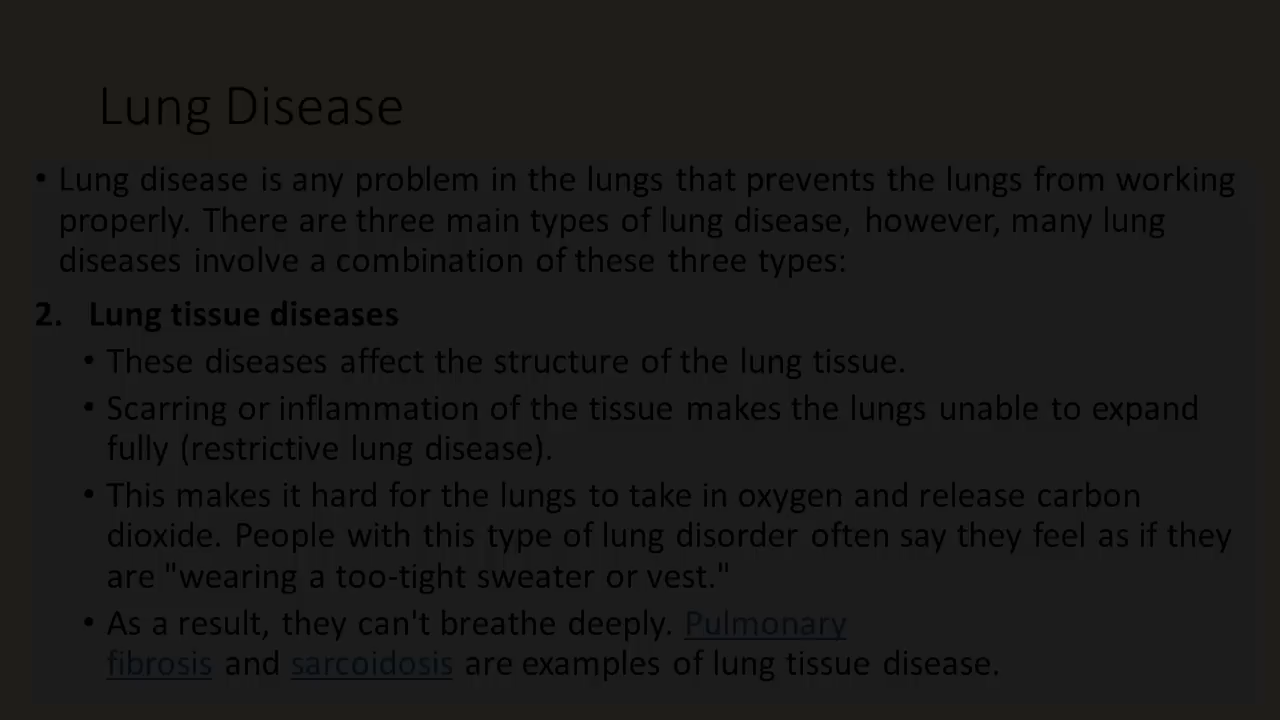 Lung Disease
• Lung disease is any problem in the lungs that prevents the lungs from working
properly. There are three main types of lung disease, however, many lung
diseases involve a combination of these three types:
2. Lung tissue diseases
• These diseases affect the structure of the lung tissue.
• Scarring or inflammation of the tissue makes the lungs unable to expand
fully (restrictive lung disease).
• This makes it hard for the lungs to take in oxygen and release carbon
dioxide. People with this type of lung disorder often say they feel as if they
are "wearing a too-tight sweater or vest."
• As a result, they can't breathe deeply. Pulmonary
fibrosis and sarcoidosis are examples of lung tissue disease.